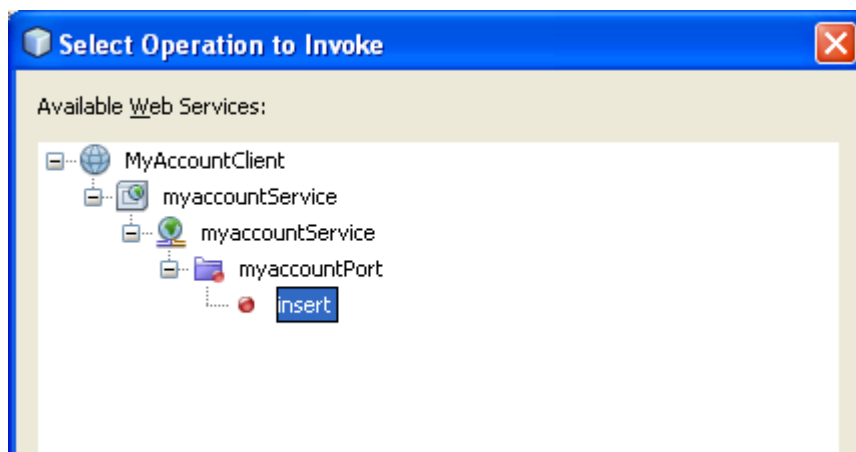 Select Operation to Invoke
Available Web Services:
MyAccountClient
myaccountService
myaccountService
myaccountPort
insert